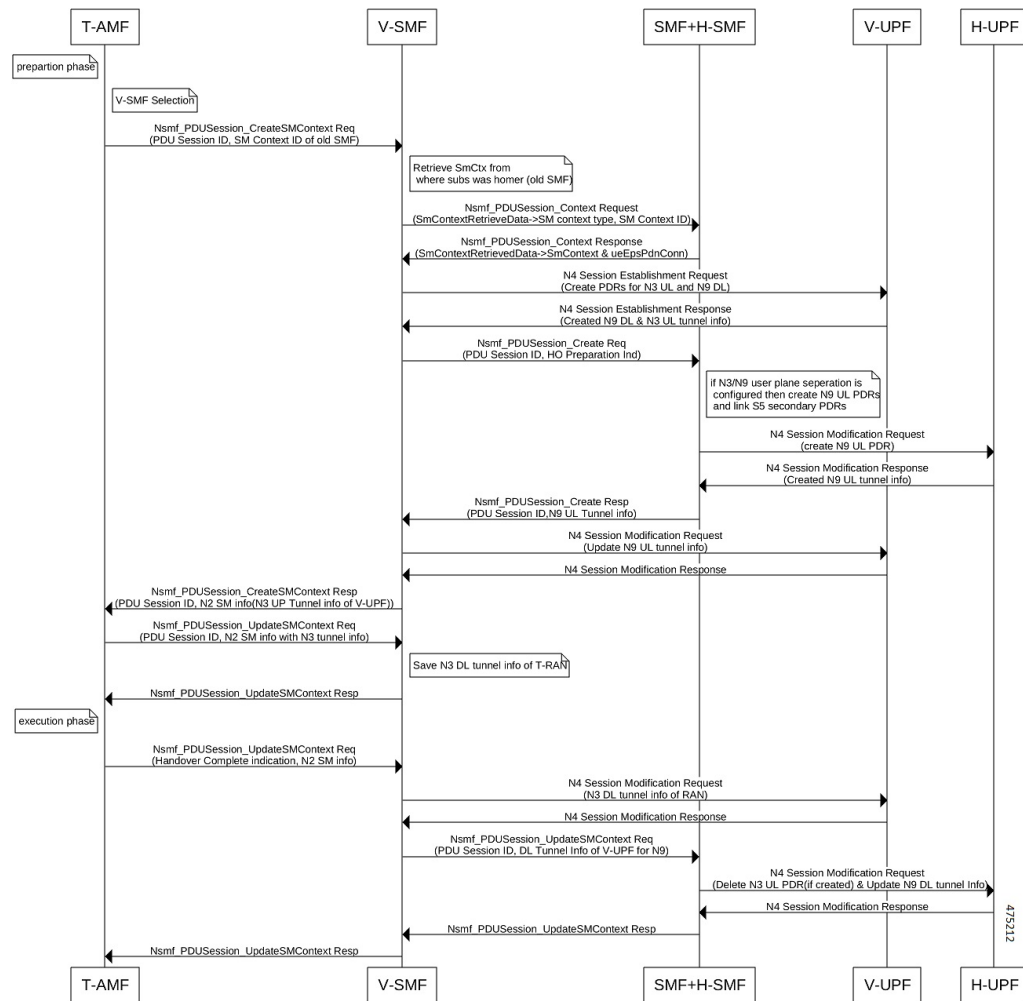 T-AMF
V-SMF
SMF+H-SMF
V-UPF
H-UPF
prepartion phase
V-SMF Selection
Nsmf_PDUSession_CreateSMContext Req
(PDU Session ID, SM Context ID of old SMF)
Retrieve SmCtx from
where subs was homer (old SMF)
Nsmf_PDUSession_Context Request
(SmContextRetrieveData->SM context type, SM Context ID)
Nsmf_PDUSession_Context Response
(SmContextRetrievedData->SmContext & ueEpsPdnConn)
N4 Session Establishment Request
(Create PDRs for N3 UL and N9 DL)
N4 Session Establishment Response
(Created N9 DL & N3 UL tunnel info)
Nsmf_PDUSession_Create Req
(PDU Session ID, HO Preparation Ind)
if N3/N9 user plane seperation is
configured then create N9 UL PDRs
and link S5 secondary PDRs
N4 Session Modification Request
(create N9 UL PDR)
N4 Session Modification Response
(Created N9 UL tunnel info)
Nsmf_PDUSession_Create Resp
(PDU Session ID,N9 UL Tunnel info)
N4 Session Modification Request
(Update N9 UL tunnel info)
N4 Session Modification Response
Nsmf_PDUSession_CreateSMContext Resp
(PDU Session ID, N2 SM info(N3 UP Tunnel info of V-UPF))
Nsmf_PDUSession_UpdateSMContext Req
(PDU Session ID, N2 SM info with N3 tunnel info)
Save N3 DL tunnel info of T-RAN
Nsmf_PDUSession_UpdateSMContext Resp
execution phase
Nsmf_PDUSession_UpdateSMContext Req
(Handover Complete indication, N2 SM info)
N4 Session Modification Request
(N3 DL tunnel info of RAN)
N4 Session Modification Response
Nsmf_PDUSession_UpdateSMContext Req
(PDU Session ID, DL Tunnel Info of V-UPF for N9)
N4 Session Modification Request
(Delete N3 UL PDR(if created) & Update N9 DL tunnel Info)
N4 Session Modification Response
Nsmf_PDUSession_UpdateSMContext Resp
Nsmf_PDUSession_UpdateSMContext Resp
475212
T-AMF
V-SMF
SMF+H-SMF
V-UPF
H-UPF